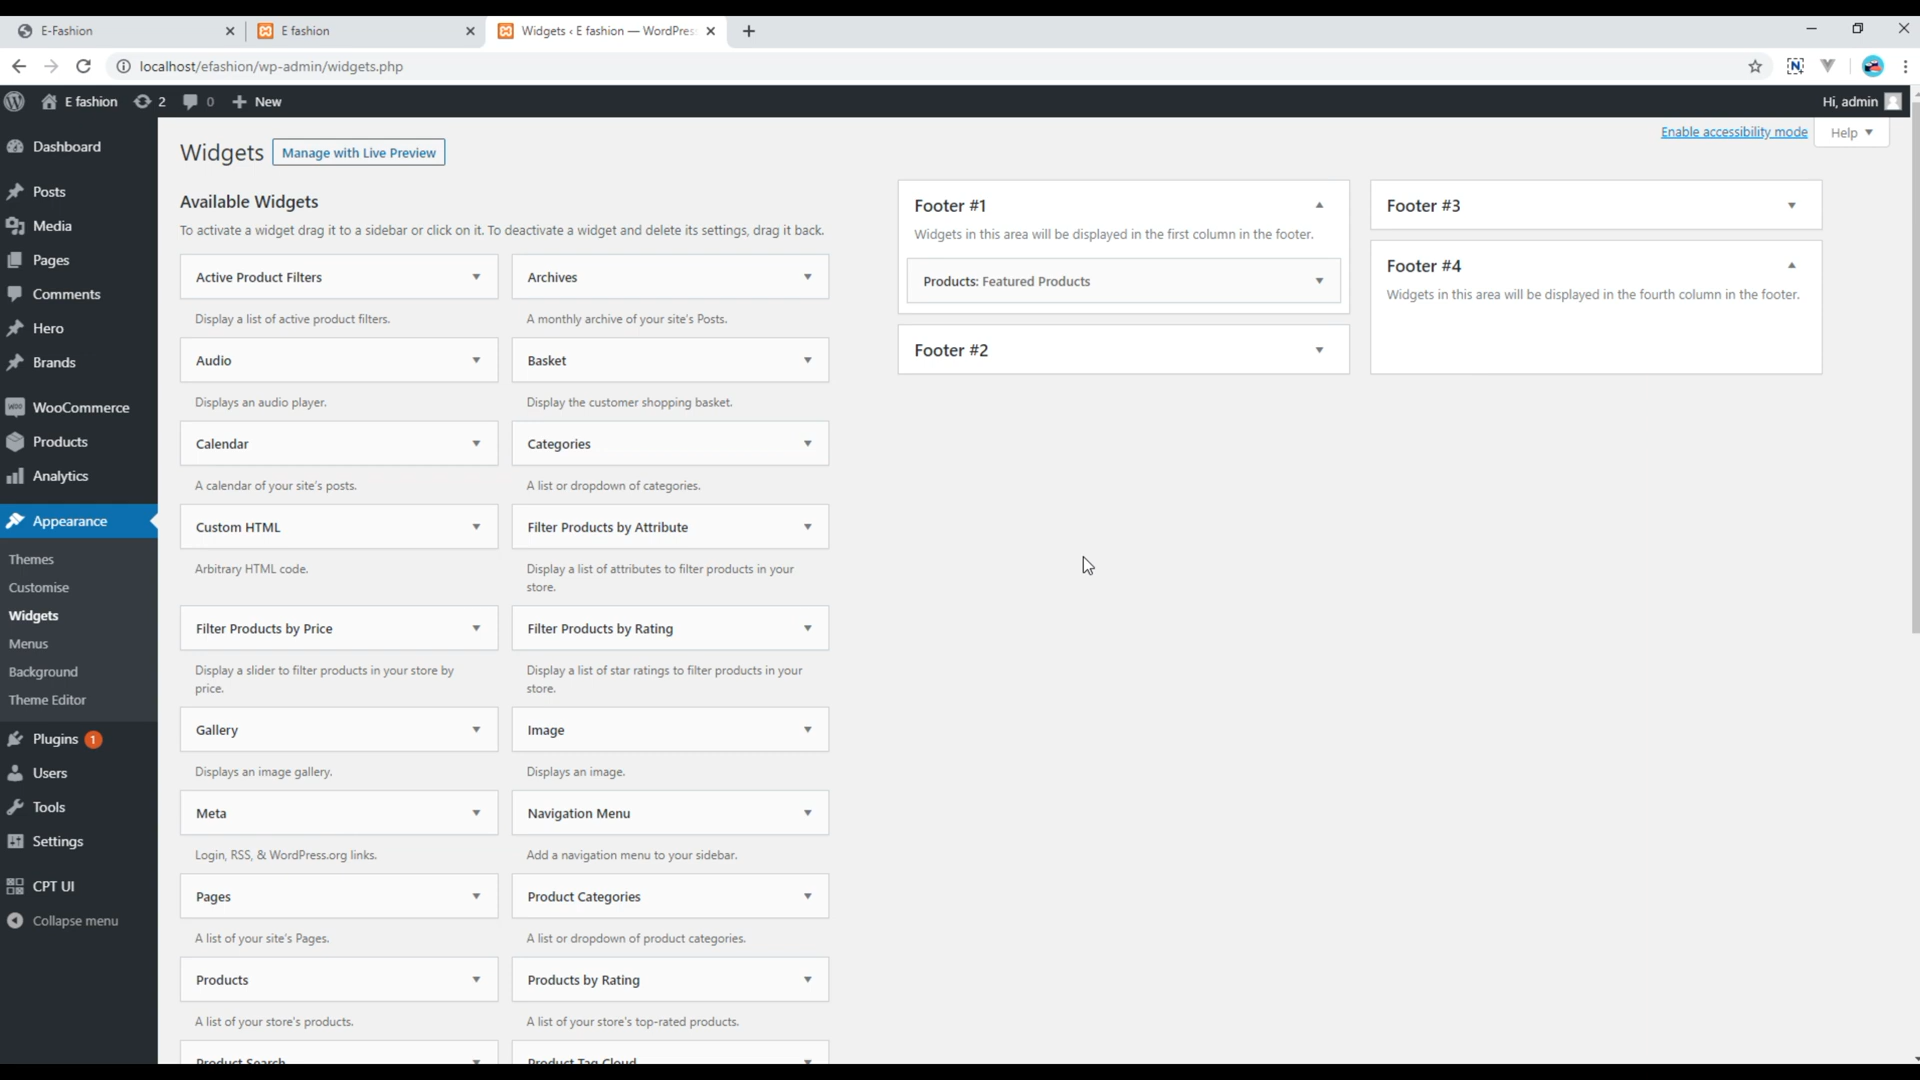 E-Fashion
E fashion
Widgets ‹ E fashion — WordPres
localhost/efashion/wp-admin/widgets.php
E fashion
2
0
New
Hi, admin
Dashboard
Posts
Media
Pages
Comments
Hero
Brands
WooCommerce
Products
Analytics
Appearance
Themes
Customise
Widgets
Menus
Background
Theme Editor
Plugins 1
Users
Tools
Settings
CPT UI
Collapse menu
Enable accessibility mode
Help
Widgets
Manage with Live Preview
Available Widgets
To activate a widget drag it to a sidebar or click on it. To deactivate a widget and delete its settings, drag it back.
Active Product Filters
Display a list of active product filters.
Archives
A monthly archive of your site's Posts.
Audio
Displays an audio player.
Basket
Display the customer shopping basket.
Calendar
A calendar of your site's posts.
Categories
A list or dropdown of categories.
Custom HTML
Arbitrary HTML code.
Filter Products by Attribute
Display a list of attributes to filter products in your
store.
Filter Products by Price
Display a slider to filter products in your store by
price.
Filter Products by Rating
Display a list of star ratings to filter products in your
store.
Gallery
Displays an image gallery.
Image
Displays an image.
Meta
Login, RSS, & WordPress.org links.
Navigation Menu
Add a navigation menu to your sidebar.
Pages
A list of your site's Pages.
Product Categories
A list or dropdown of product categories.
Products
A list of your store's products.
Products by Rating
A list of your store's top-rated products.
Product Search
Product Tag Cloud
Footer #1
Widgets in this area will be displayed in the first column in the footer.
Products: Featured Products
Footer #2
Footer #3
Footer #4
Widgets in this area will be displayed in the fourth column in the footer.